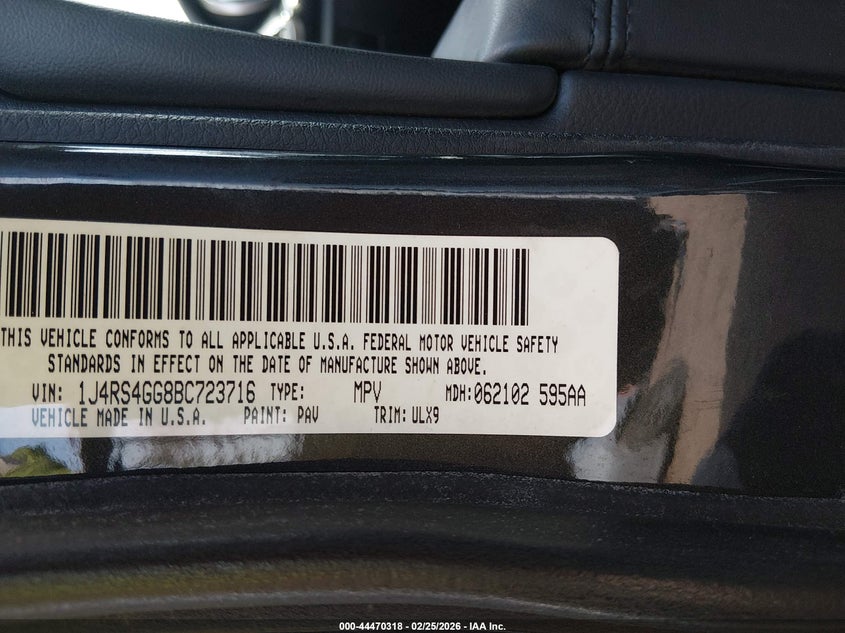 THIS VEHICLE CONFORMS TO ALL APPLICABLE U.S.A. FEDERAL MOTOR VEHICLE SAFETY
STANDARDS IN EFFECT ON THE DATE OF MANUFACTURE SHOWN ABOVE.
VIN: 1J4RS4GG8BC723716 TYPE: MPV MDH:062102 595AA
VEHICLE MADE IN U.S.A. PAINT: PAV TRIM: ULX9
000-44470318 - 02/25/2026 - IAA Inc.